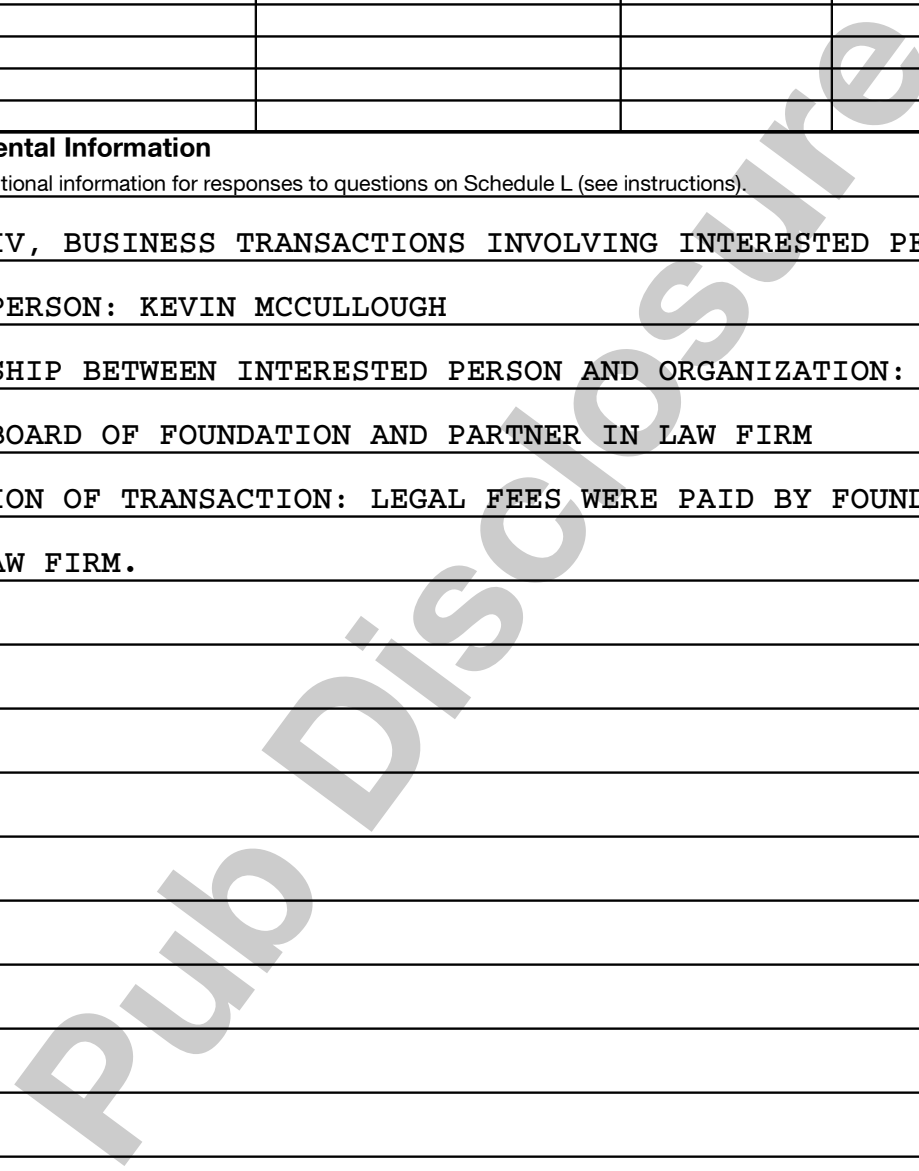 ental Information
tional information for responses to questions on Schedule L (see instructions).
IV, BUSINESS TRANSACTIONS INVOLVING INTERESTED PE
PERSON: KEVIN MCCULLOUGH
SHIP BETWEEN INTERESTED PERSON AND ORGANIZATION:
BOARD OF FOUNDATION AND PARTNER IN LAW FIRM
ION OF TRANSACTION: LEGAL FEES WERE PAID BY FOUND
AW FIRM.
Pub Disclosure